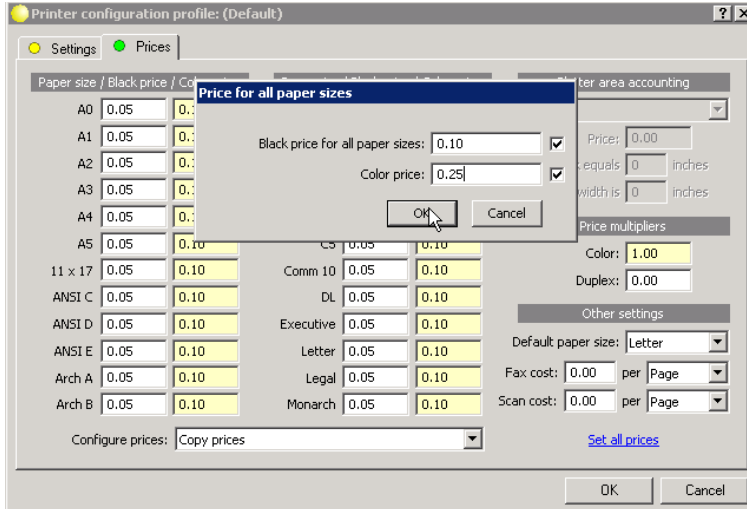 Printer configuration profile: (Default)
Settings Prices
Paper size / Black price /
Price for all paper sizes
area accounting
Black price for all paper sizes: 0.10
Color price: 0.25
OK Cancel
A0 0.05
A1 0.05 Price: 0.00
A2 0.05 equals 0 inches
A3 0.05 width is 0 inches
A4 0.05
Price multipliers
A5 0.05 0.10 C5 0.05 0.10
Color: 1.00
11 x 17 0.05 0.10 Comm 10 0.05 0.10
Duplex: 0.00
ANSI C 0.05 0.10 DL 0.05 0.10
Other settings
ANSI D 0.05 0.10 Executive 0.05 0.10
Default paper size: Letter
ANSI E 0.05 0.10 Letter 0.05 0.10
Fax cost: 0.00 per Page
Arch A 0.05 0.10 Legal 0.05 0.10
Arch B 0.05 0.10 Monarch 0.05 0.10
Scan cost: 0.00 per Page
Configure prices: Copy prices
Set all prices
OK Cancel